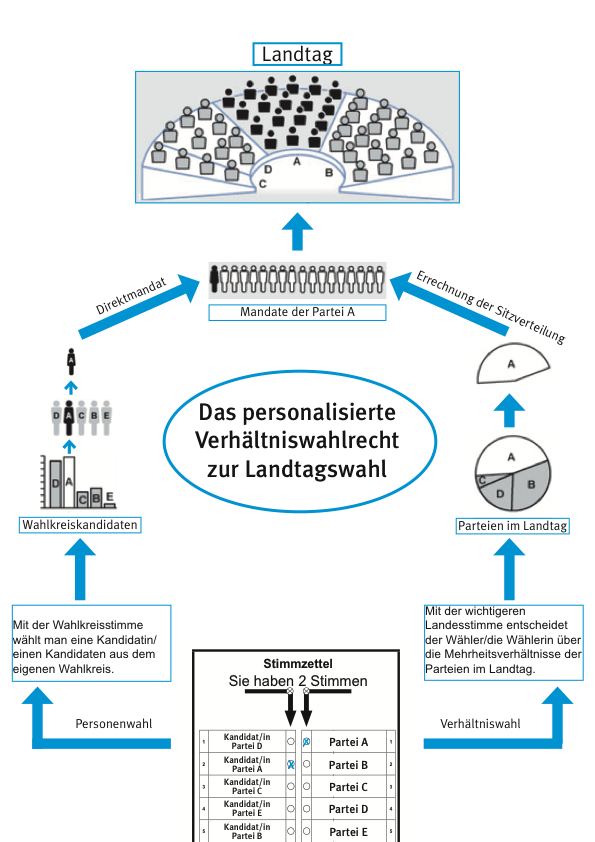 Landtag
A
D
B
C
Direktmandat
Errechnung der Sitzverteilung
Mandate der Partei A
A
A
D A C B E
D
A
C
B
E
A
C
D
B
Das personalisierte
Verhältniswahlrecht
zur Landtagswahl
Wahlkreiskandidaten
Parteien im Landtag
Mit der Wahlkreisstimme
wählt man eine Kandidatin/
einen Kandidaten aus dem
eigenen Wahlkreis.
Mit der wichtigeren
Landesstimme entscheidet
der Wähler/die Wählerin über
die Mehrheitsverhältnisse der
Parteien im Landtag.
Personenwahl
Verhältniswahl
Stimmzettel
Sie haben 2 Stimmen
1 Kandidat/in
Partei D
Partei A 1
2 Kandidat/in
Partei A
Partei B 2
3 Kandidat/in
Partei C
Partei C 3
4 Kandidat/in
Partei E
Partei D 4
5 Kandidat/in
Partei B
Partei E 5